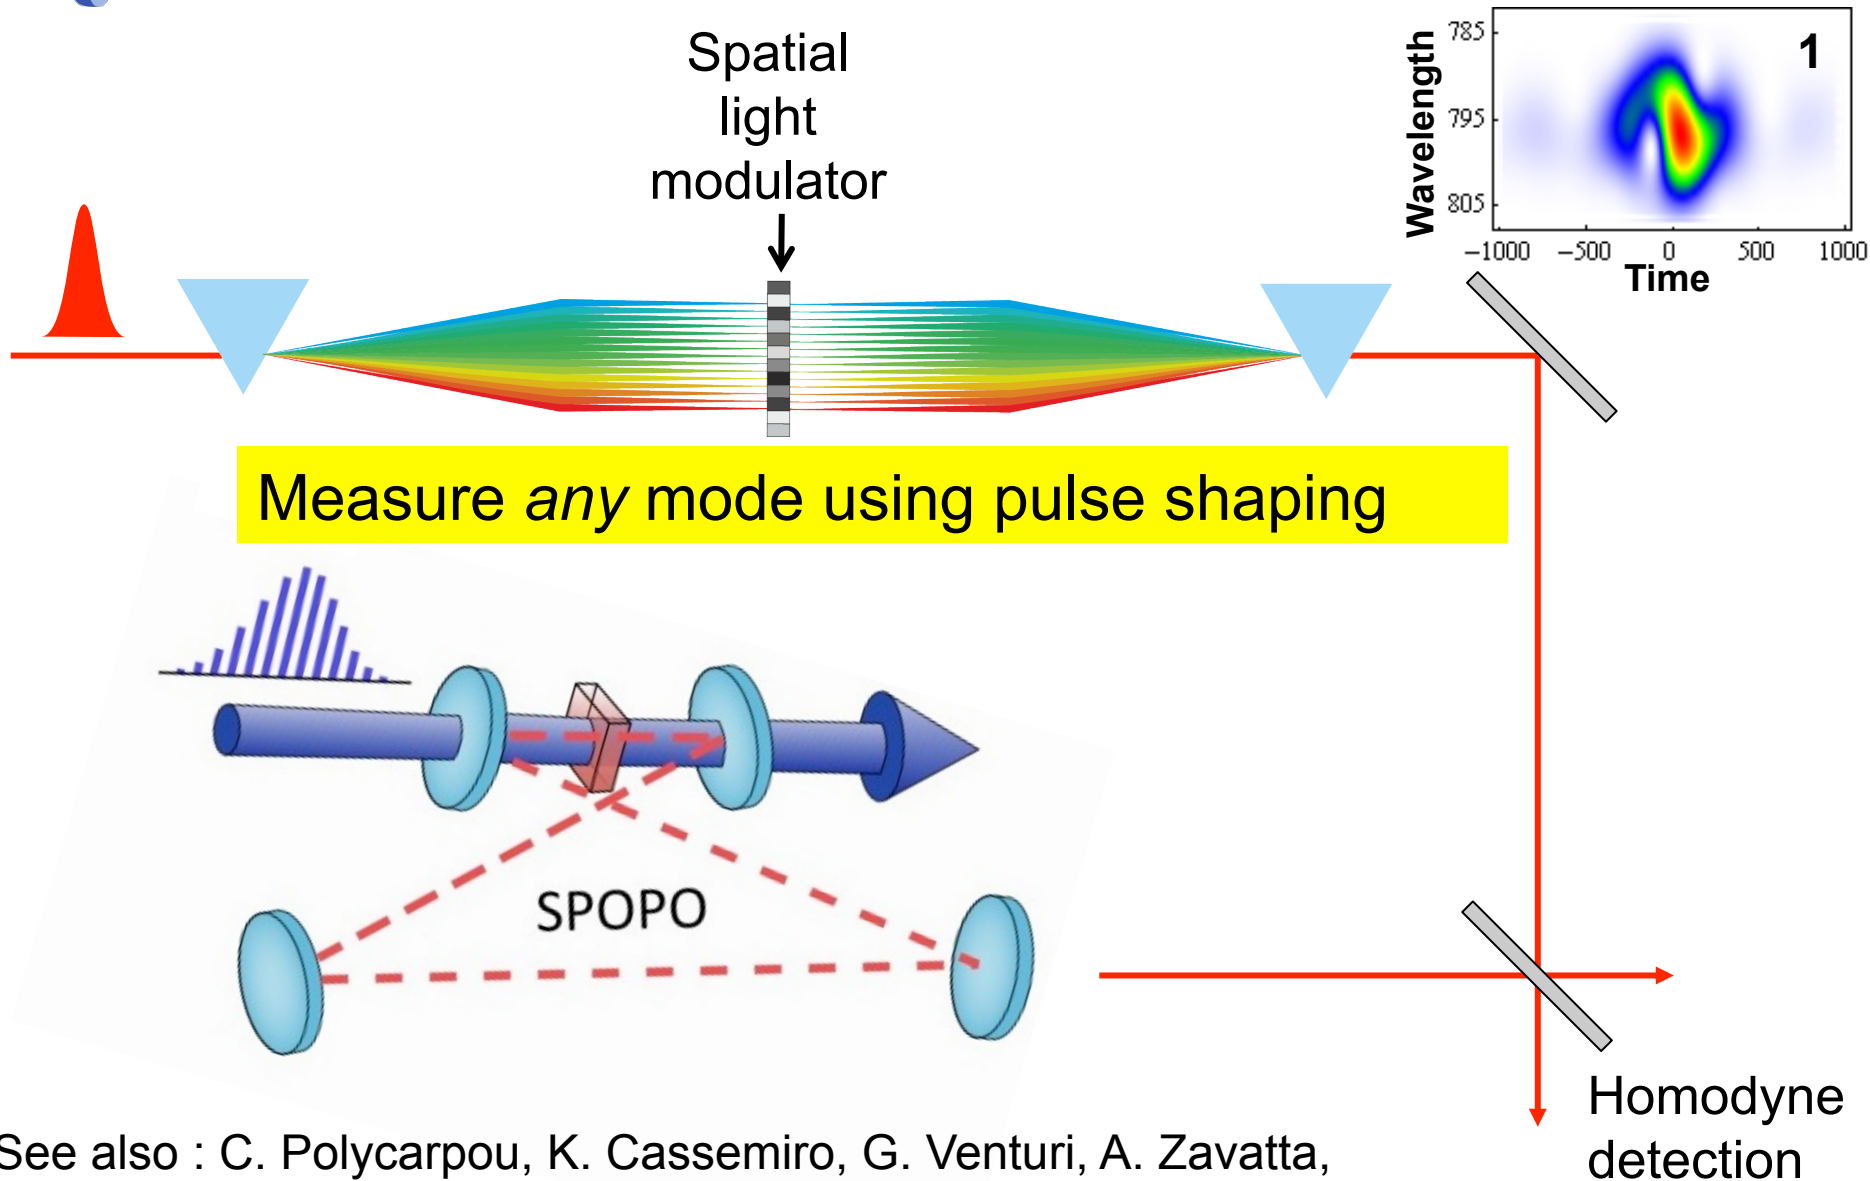 Spatial
light
modulator
1
Wavelength
785
795
805
−1000 −500 0 500 1000
Time
Measure any mode using pulse shaping
SPOPO
Homodyne
detection
See also : C. Polycarpou, K. Cassemiro, G. Venturi, A. Zavatta,